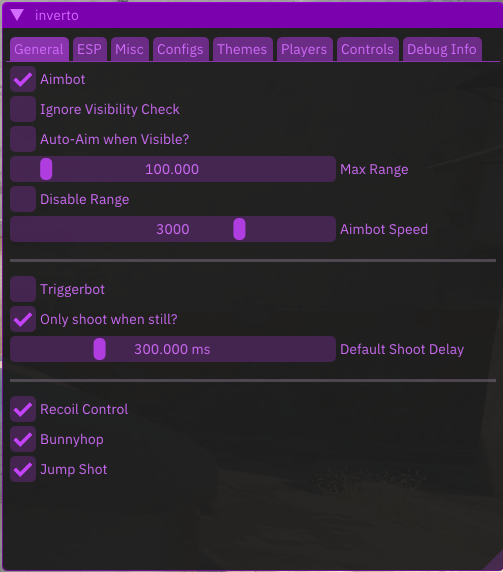 inverto
General ESP Misc Configs Themes Players Controls Debug Info
Aimbot
Ignore Visibility Check
Auto-Aim when Visible?
100.000 Max Range
Disable Range
3000 Aimbot Speed
Triggerbot
Only shoot when still?
300.000 ms Default Shoot Delay
Recoil Control
Bunnyhop
Jump Shot